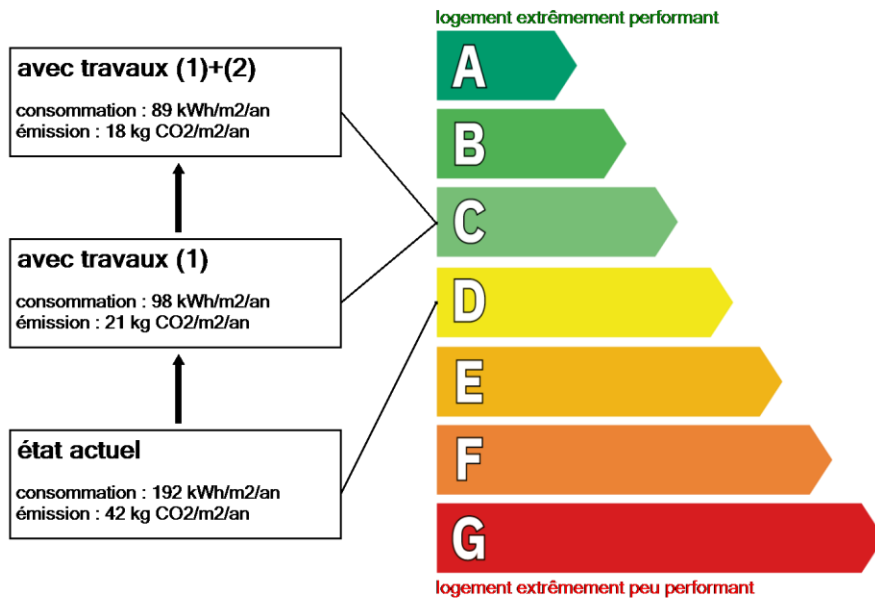 logement extrêmement performant
avec travaux (1)+(2)
consommation : 89 kWh/m2/an
émission : 18 kg CO2/m2/an
avec travaux (1)
consommation : 98 kWh/m2/an
émission : 21 kg CO2/m2/an
état actuel
consommation : 192 kWh/m2/an
émission : 42 kg CO2/m2/an
A
B
C
D
E
F
G
logement extrêmement peu performant